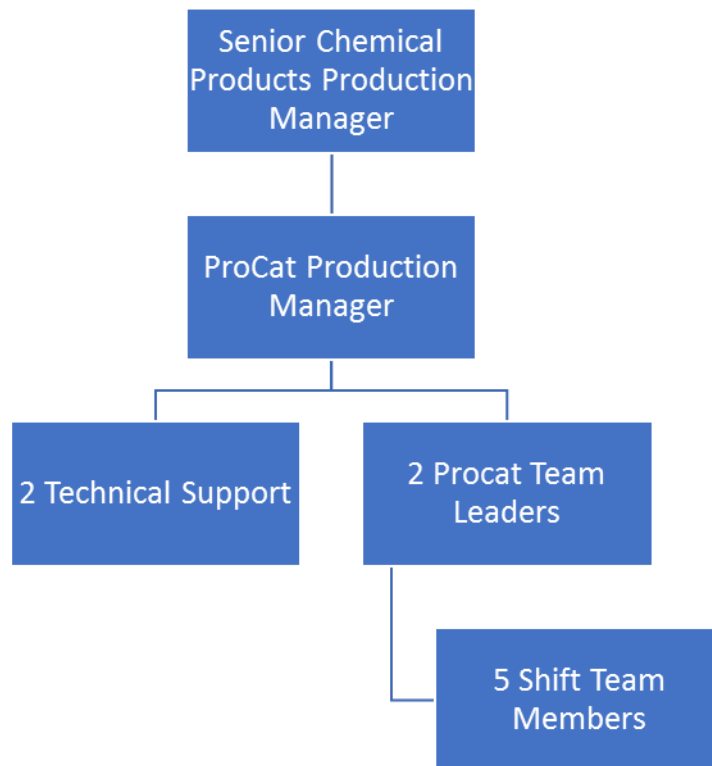 Senior Chemical
Products Production
Manager
ProCat Production
Manager
2 Technical Support
2 Procat Team
Leaders
5 Shift Team
Members